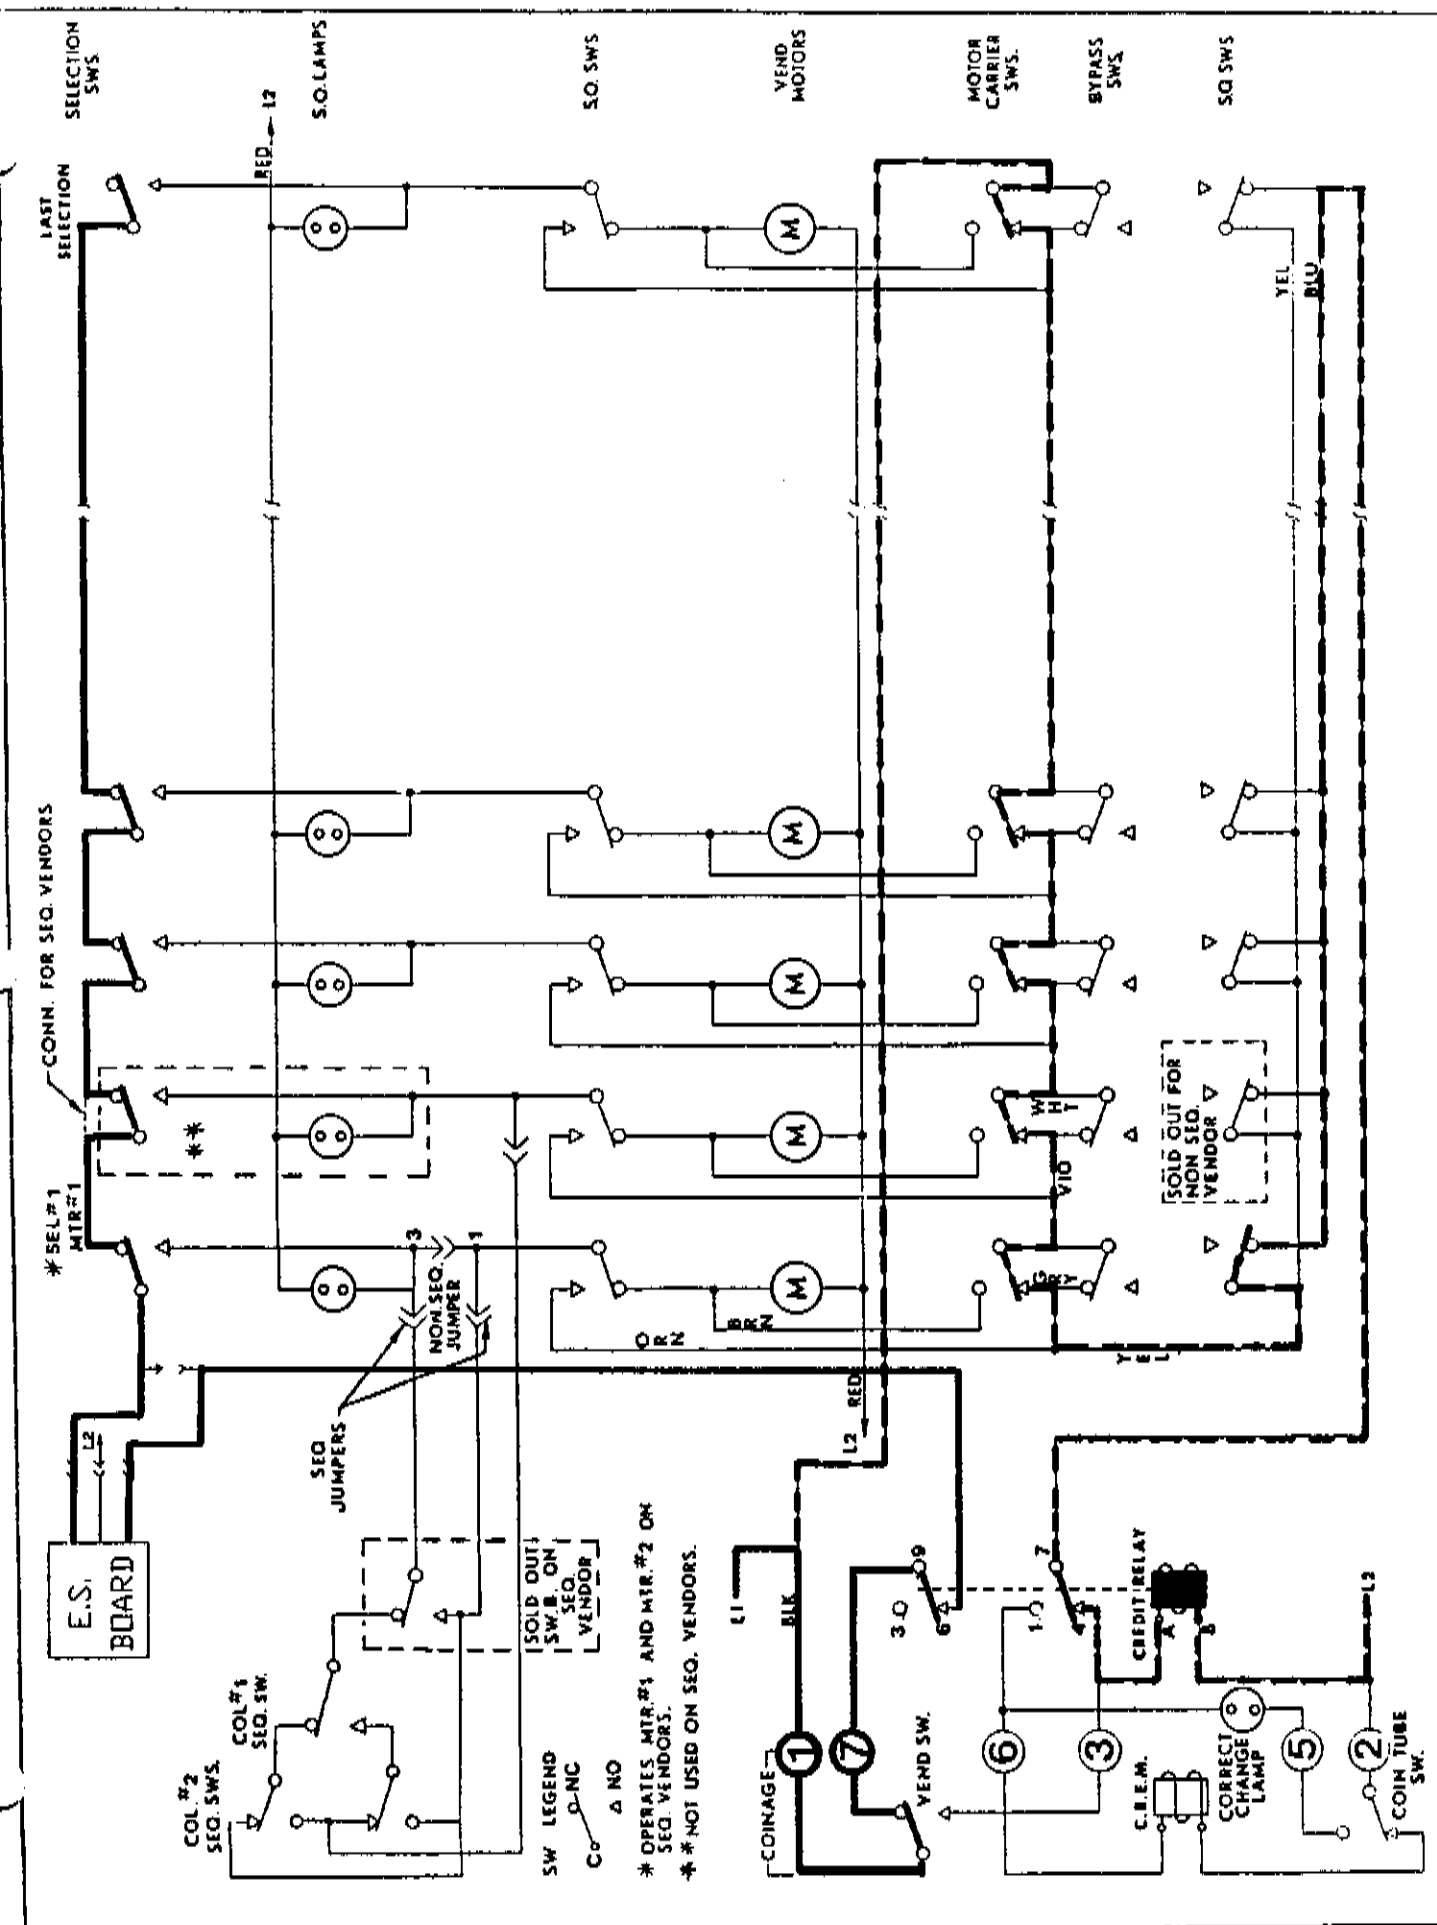 SELECTION
SWS.
S.O. LAMPS
S.O. SWS
VEND
MOTORS
MOTOR
CARRIER
SWS.
BYPASS
SWS.
S.O. SWS
LAST
SELECTION
RED
L2
YEL
BLU
CONN. FOR SEQ. VENDORS
*SEL#1
MTR#1
**
M
M
M
M
M
3
1
NON.SEQ.
JUMPER
SEQ
JUMPERS
ORN
BRN
GRY
VIO
WHT
YEL
SOLD OUT FOR
NON SEQ.
VENDOR
RED
L2
L2
E.S.
BOARD
SOLD OUT
SW.B. ON
SEQ.
VENDOR
COL.#1
SEQ. SW.
COL.#2
SEQ. SWS.
SW LEGEND
C
NC
NO
* OPERATES MTR.#1 AND MTR.#2 ON
SEQ. VENDORS.
** NOT USED ON SEQ. VENDORS.
L1
BLK
COINAGE
1
7
3
6
9
VEND SW.
1
4
7
CREDIT RELAY
A
B
L2
6
3
5
2
C.R.E.M.
CORRECT
CHANGE
LAMP
COIN TUBE
SW.